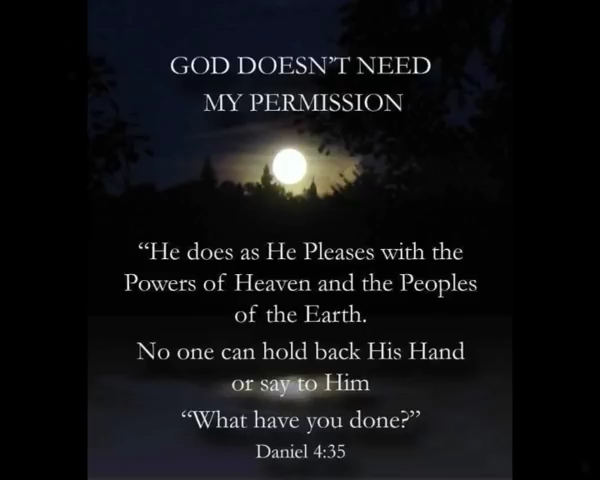 GOD DOESN'T NEED
MY PERMISSION
“He does as He Pleases with the
Powers of Heaven and the Peoples
of the Earth.
No one can hold back His Hand
or say to Him
“What have you done?”
Daniel 4:35